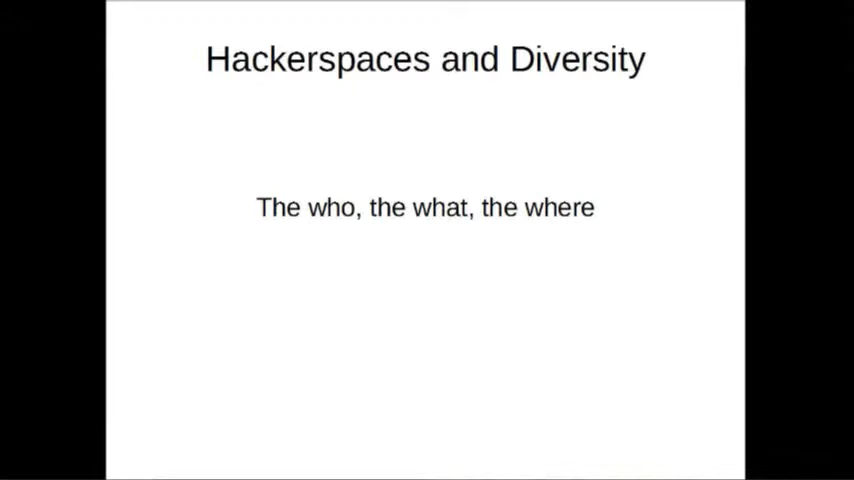 Hackerspaces and Diversity
The who, the what, the where